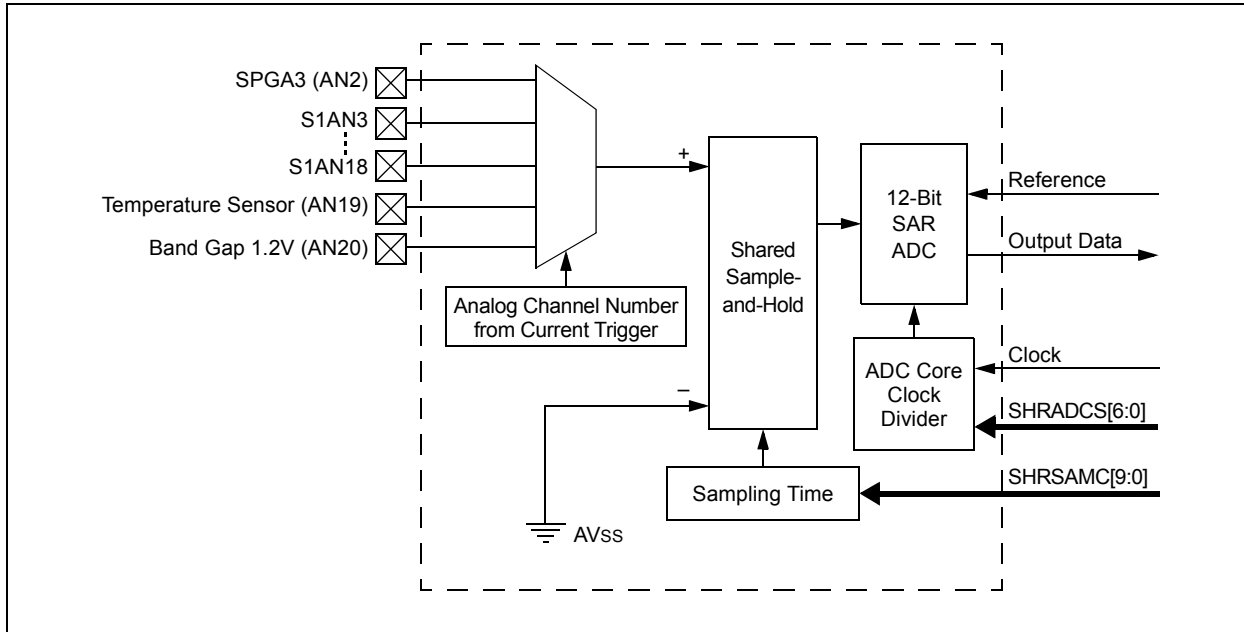 SPGA3 (AN2)
S1AN3
S1AN18
Temperature Sensor (AN19)
Band Gap 1.2V (AN20)
Analog Channel Number
from Current Trigger
+
–
AVSS
Shared
Sample-
and-Hold
Sampling Time
12-Bit
SAR
ADC
ADC Core
Clock
Divider
Reference
Output Data
Clock
SHRADCS[6:0]
SHRSAMC[9:0]